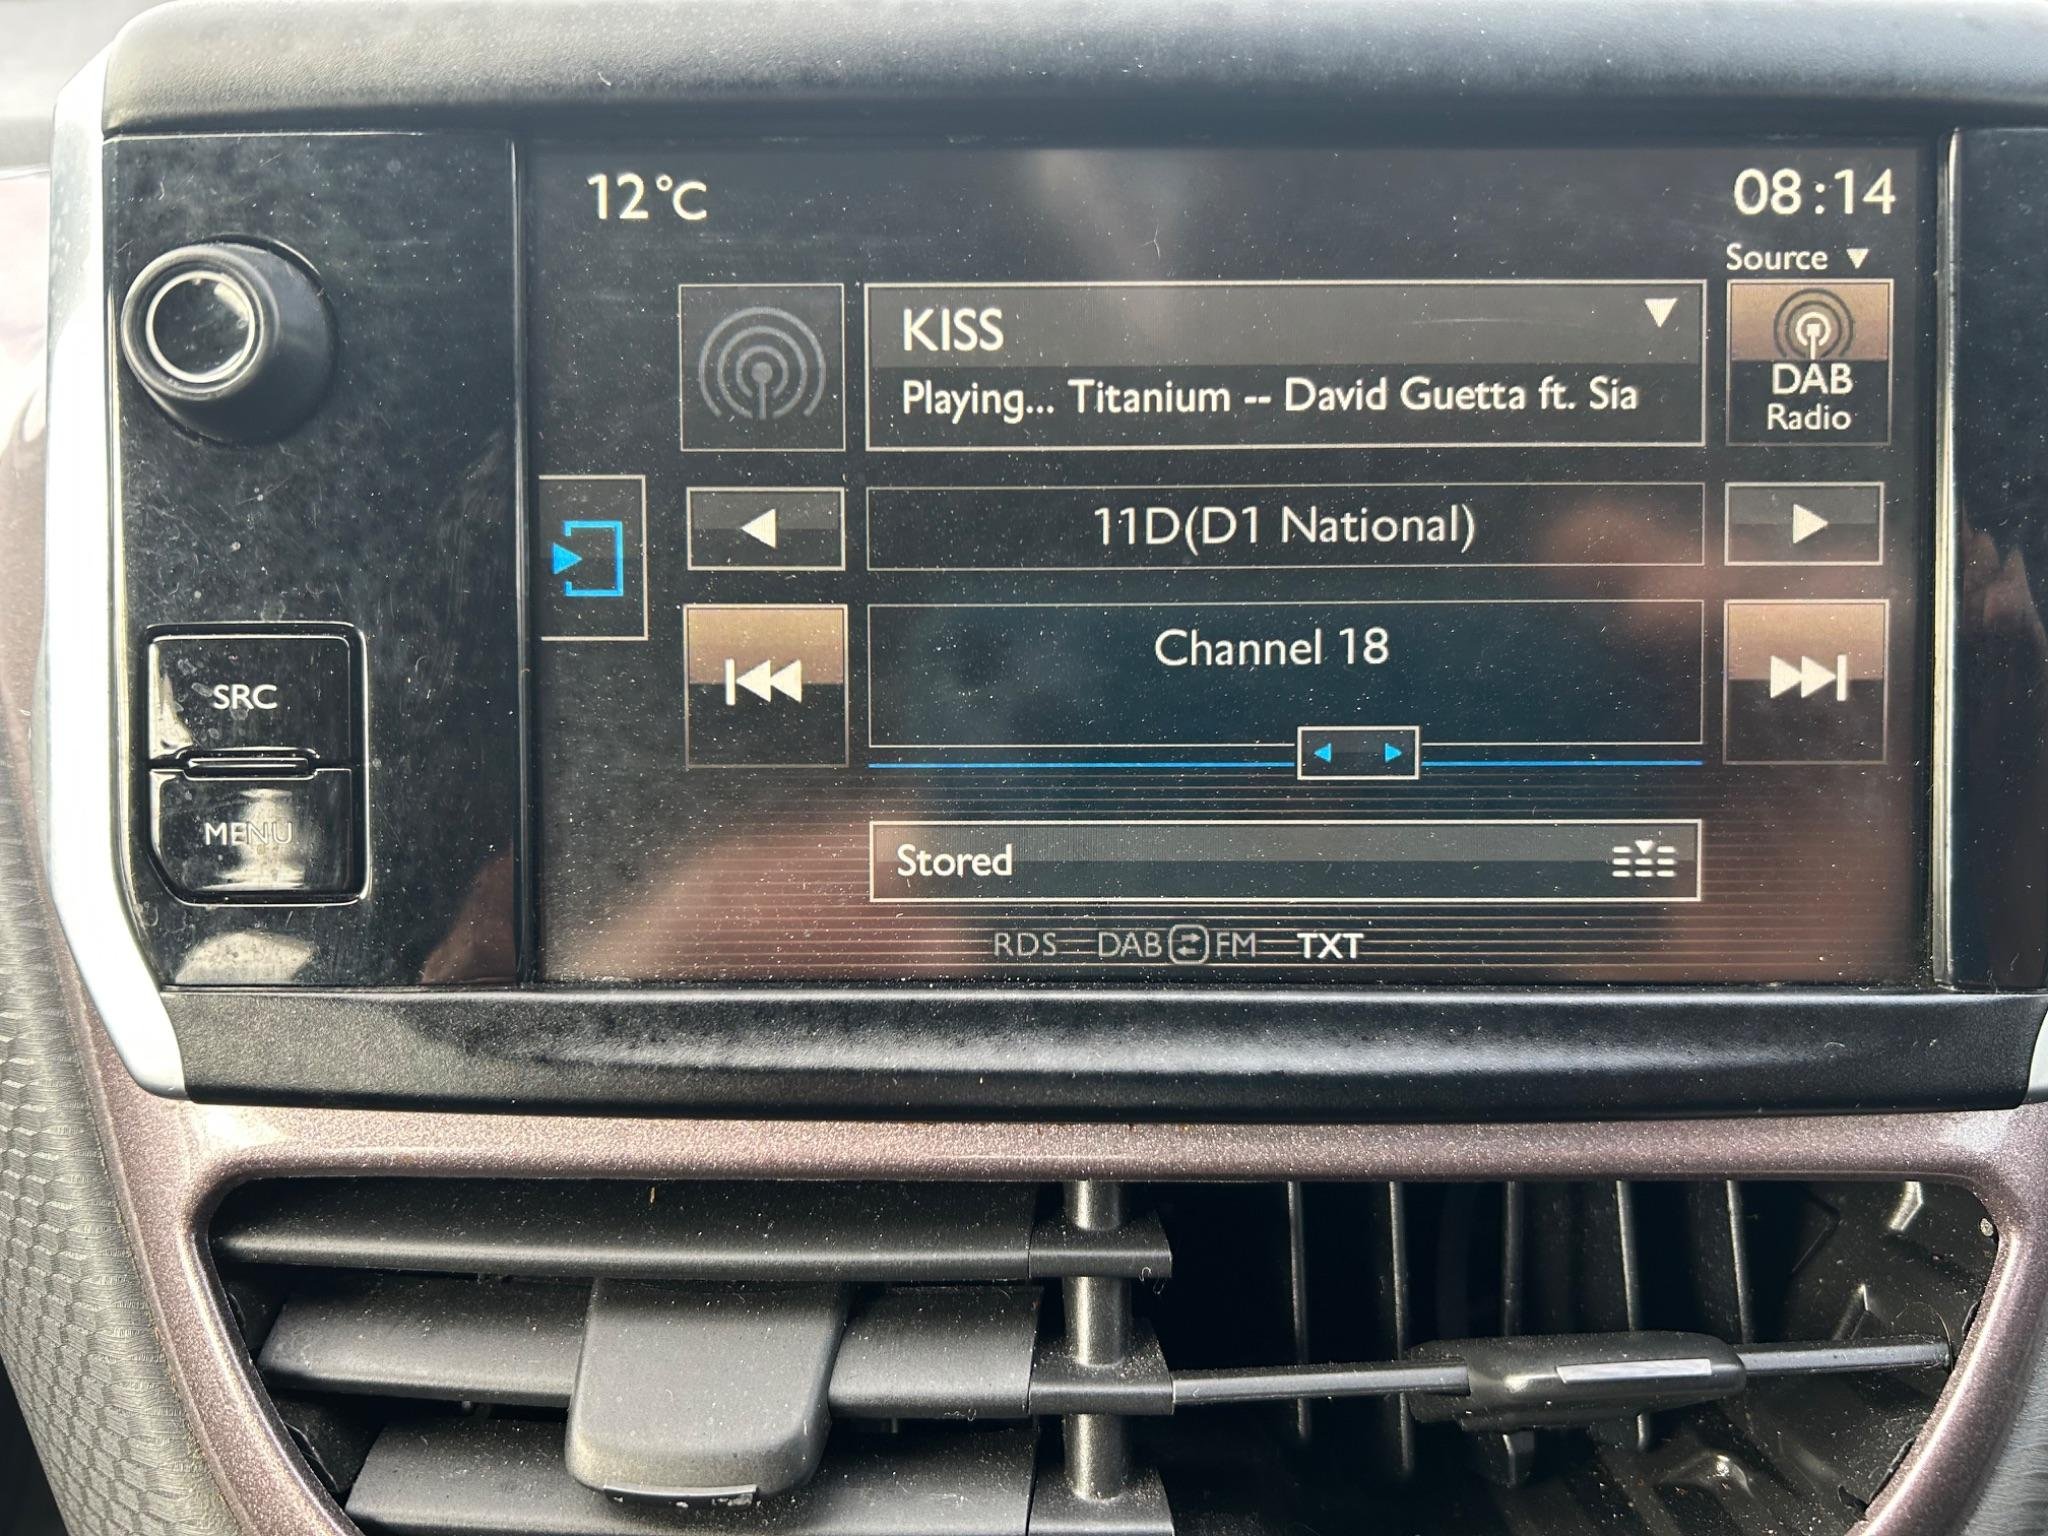 12°C
08:14
Source
KISS
Playing... Titanium -- David Guetta ft. Sia
DAB
Radio
11D(D1 National)
Channel 18
SRC
MENU
Stored
RDS DAB FM TXT